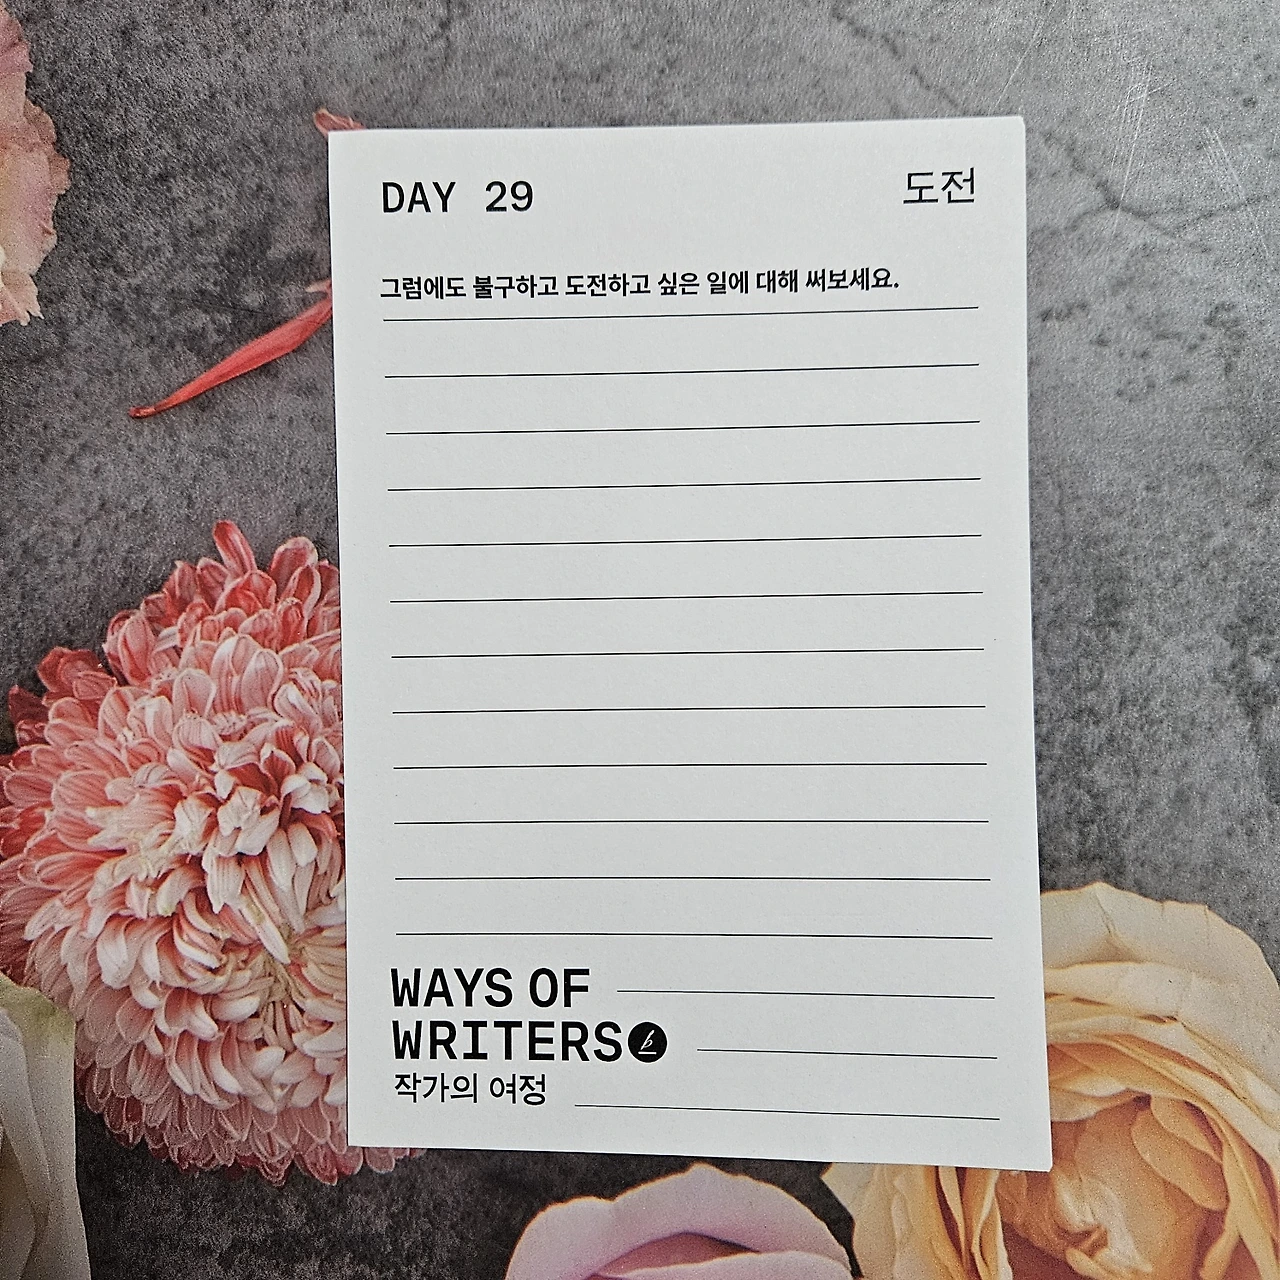 DAY 29
도전
그럼에도 불구하고 도전하고 싶은 일에 대해 써보세요.
WAYS OF
WRITERS
작가의 여정